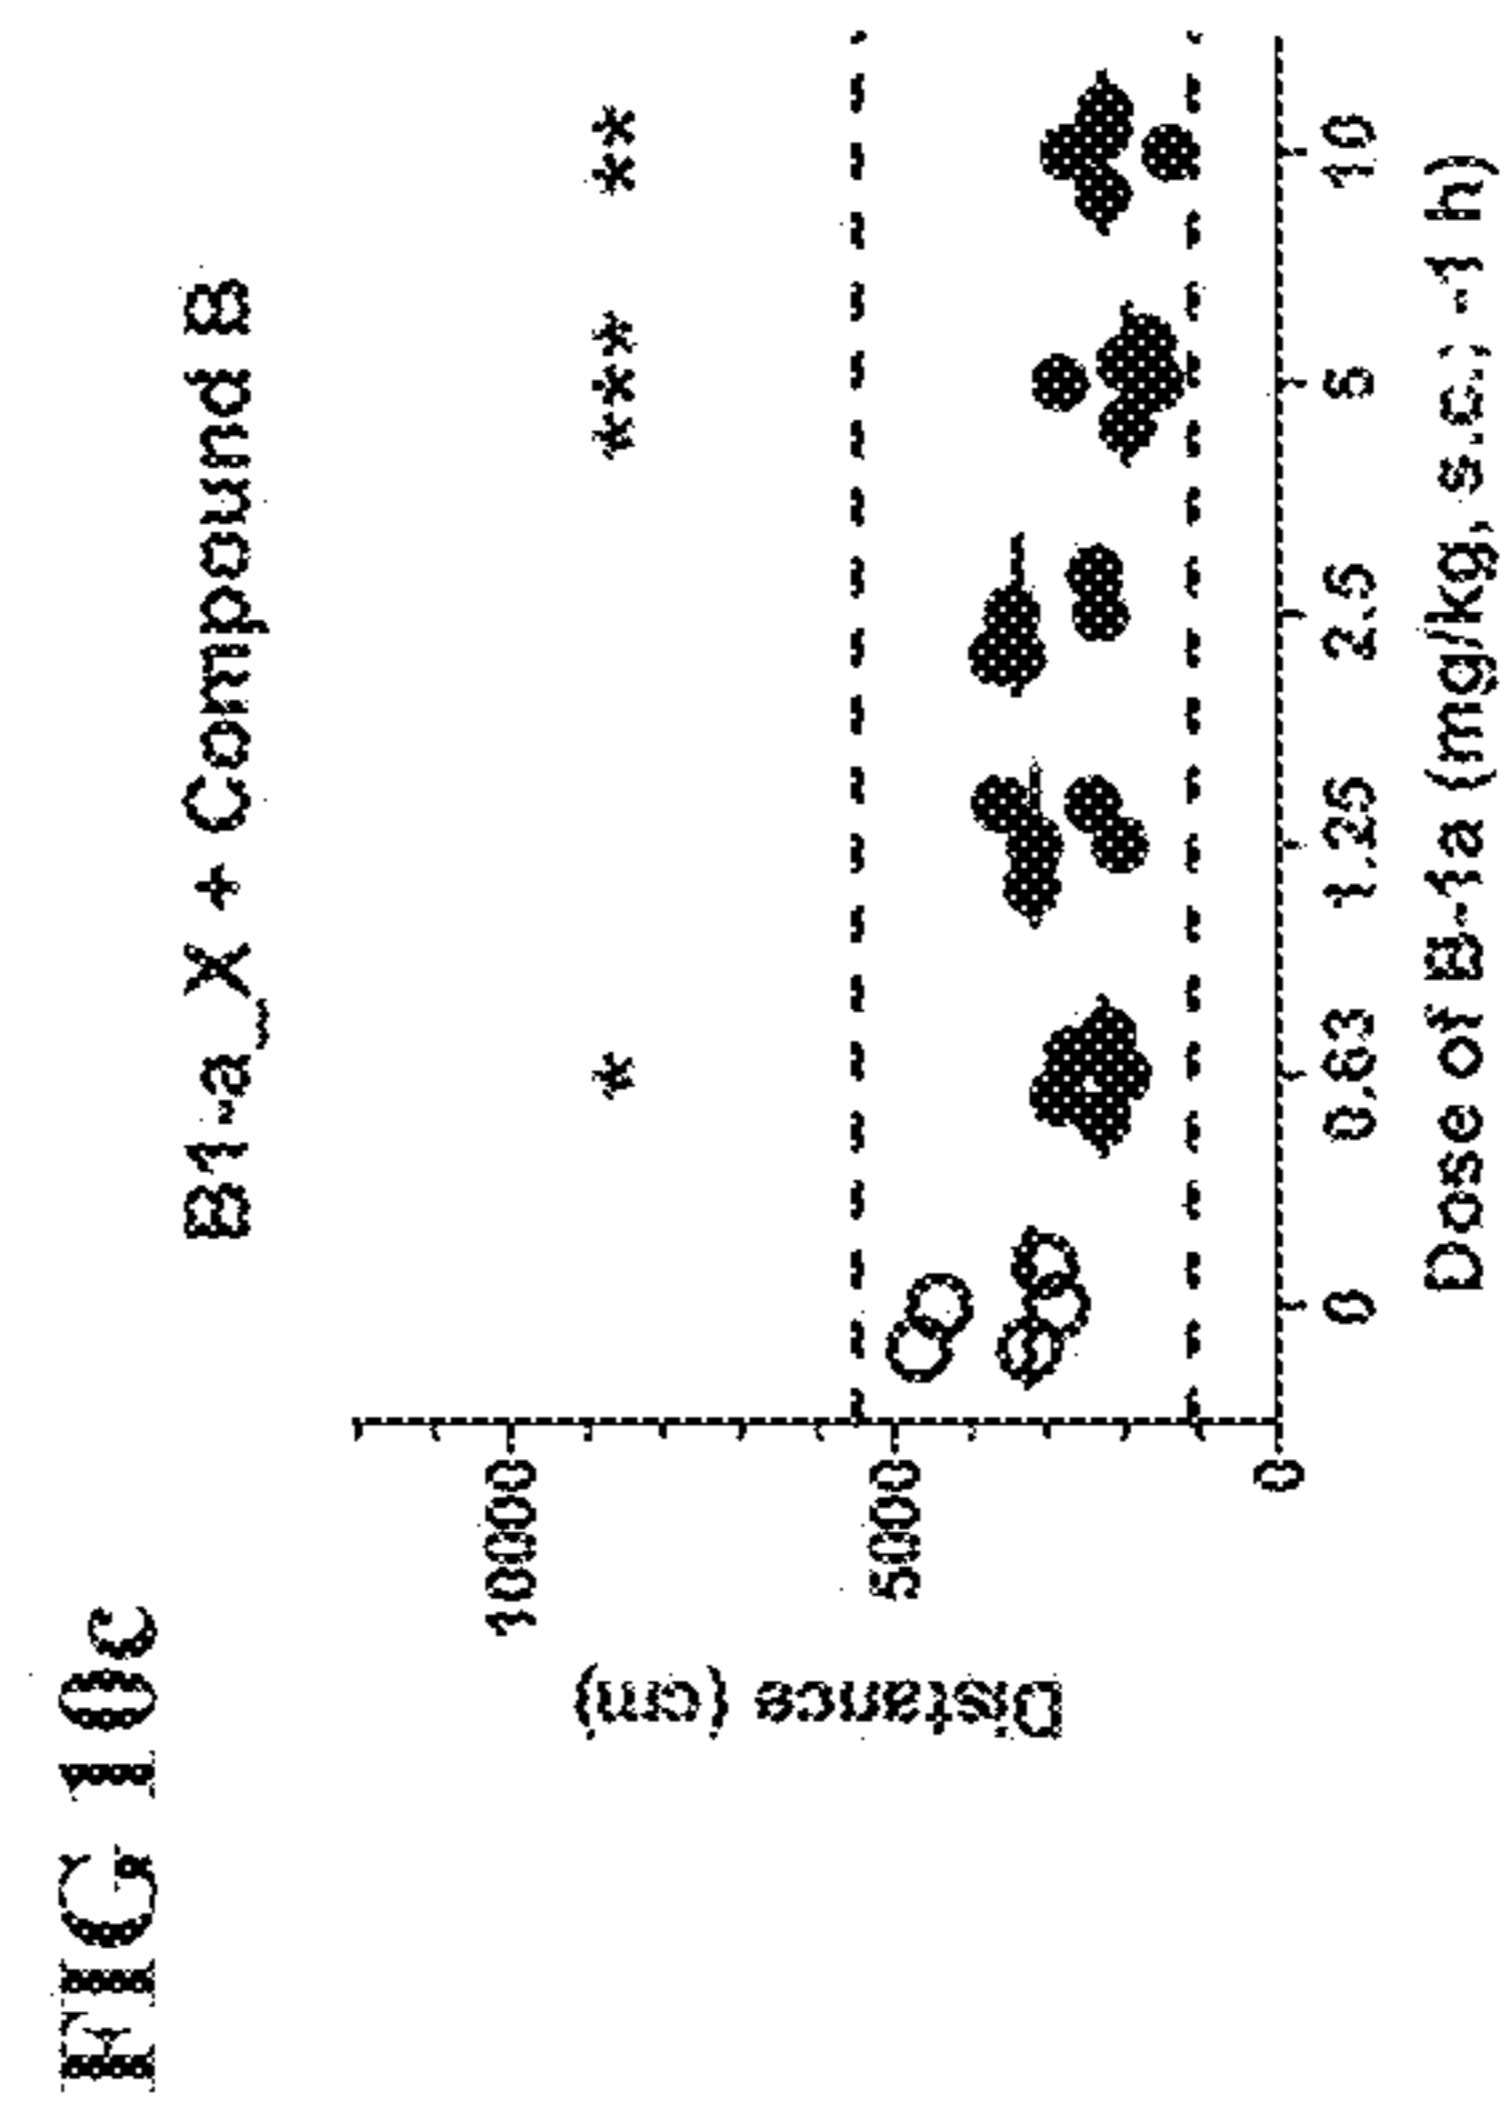 FIG 10c
B1-a_X + Compound 8
* *** **
Distance (cm)
10000
5000
0
0 0.63 1.25 2.5 5 10
Dose of B-1a (mg/kg, s.c.; -1 h)